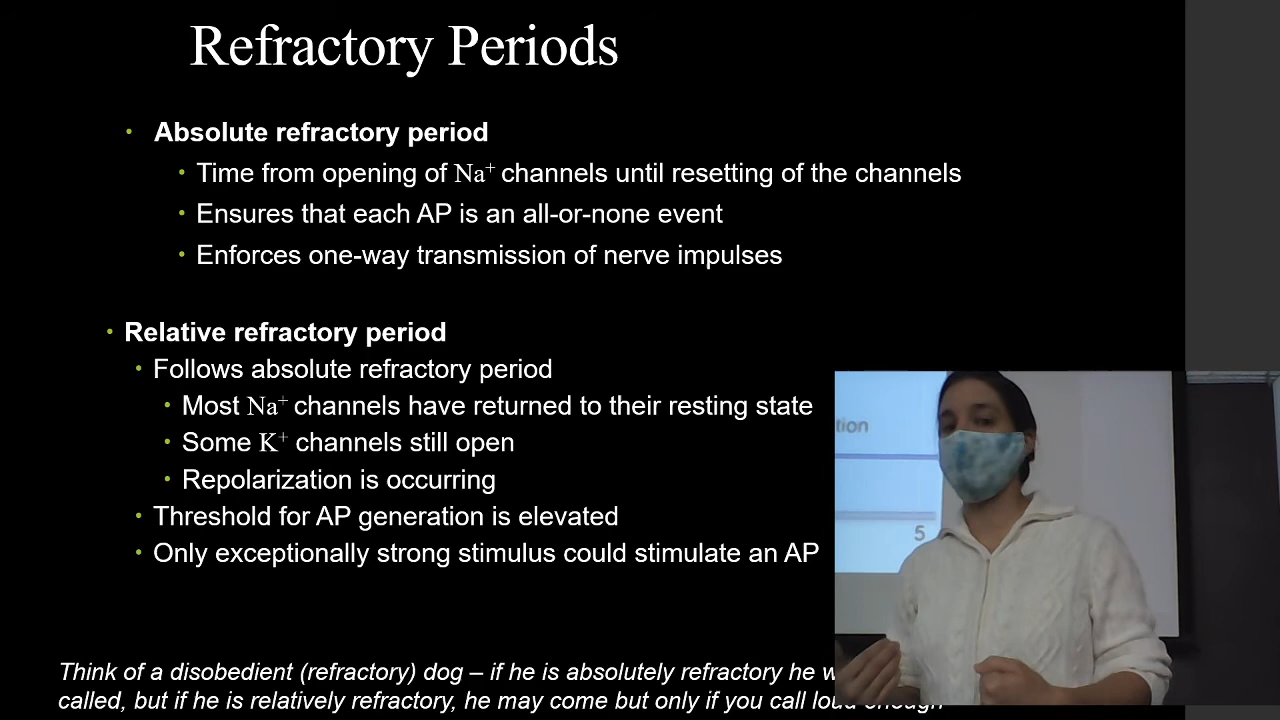 Refractory Periods
• Absolute refractory period
• Time from opening of Na⁺ channels until resetting of the channels
• Ensures that each AP is an all-or-none event
• Enforces one-way transmission of nerve impulses
• Relative refractory period
• Follows absolute refractory period
• Most Na⁺ channels have returned to their resting state
• Some K⁺ channels still open
• Repolarization is occurring
• Threshold for AP generation is elevated
• Only exceptionally strong stimulus could stimulate an AP
tion
5
Think of a disobedient (refractory) dog – if he is absolutely refractory he
called, but if he is relatively refractory, he may come but only if you call loud enough